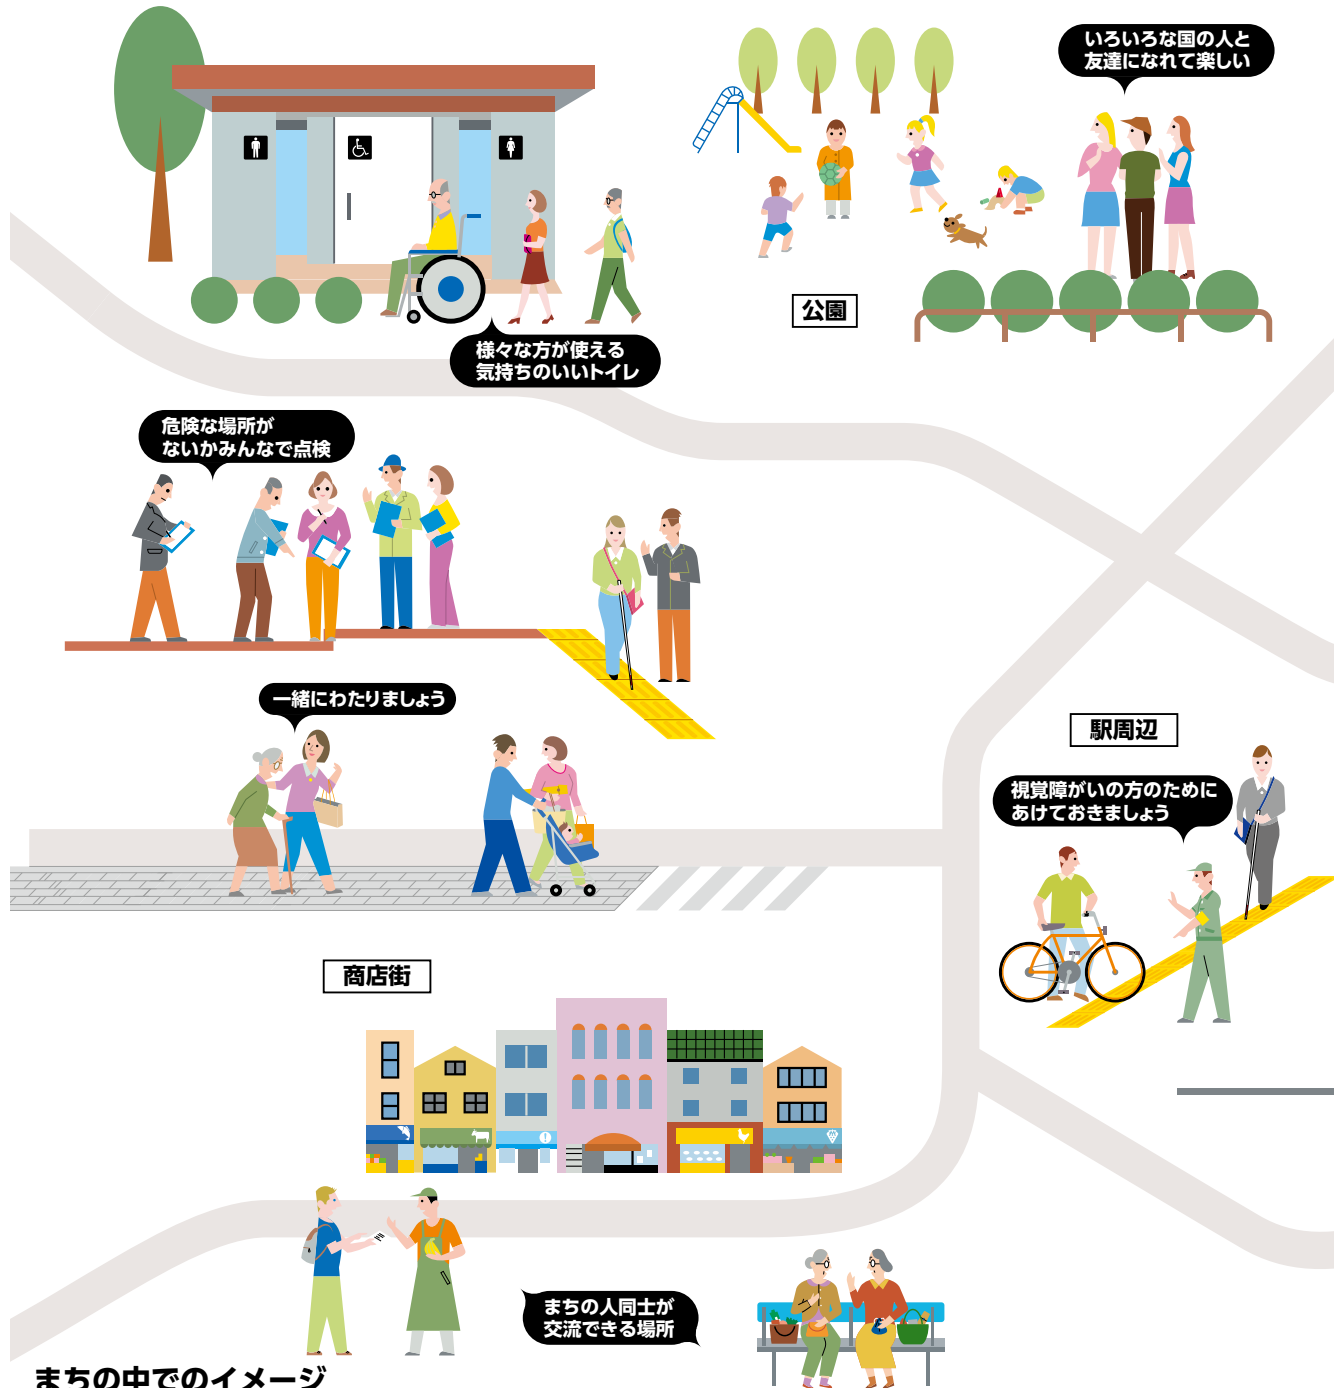 いろいろな国の人と
友達になれて楽しい
公園
様々な方が使える
気持ちのいいトイレ
危険な場所が
ないかみんなで点検
一緒にわたりましょう
駅周辺
視覚障がいの方のために
あけておきましょう
商店街
まちの人同士が
交流できる場所
まちの中でのイメージ